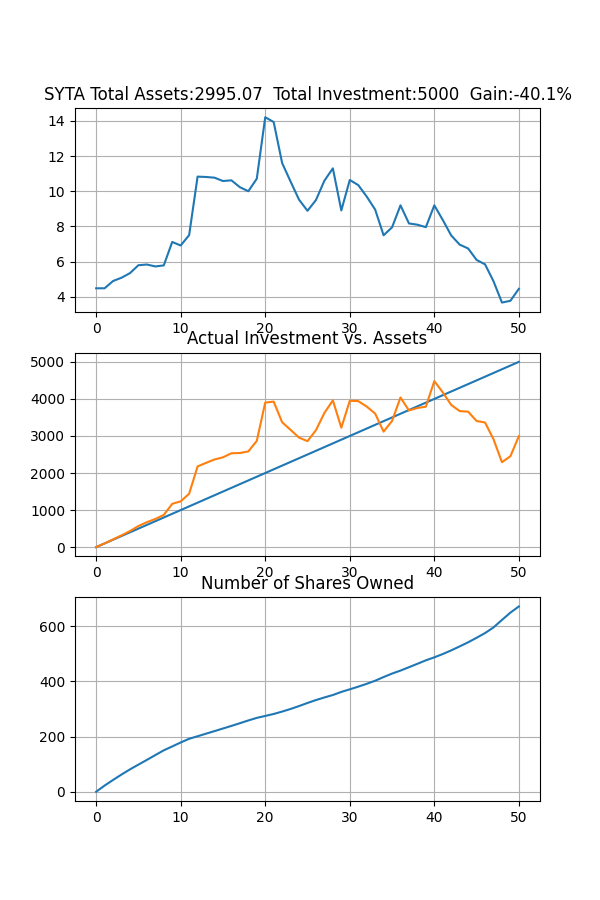 SYTA Total Assets:2995.07  Total Investment:5000  Gain:-40.1%
14
12
10
8
6
4
0 10 20 30 40 50
Actual Investment vs. Assets
5000
4000
3000
2000
1000
0
0 10 20 30 40 50
Number of Shares Owned
600
400
200
0
0 10 20 30 40 50